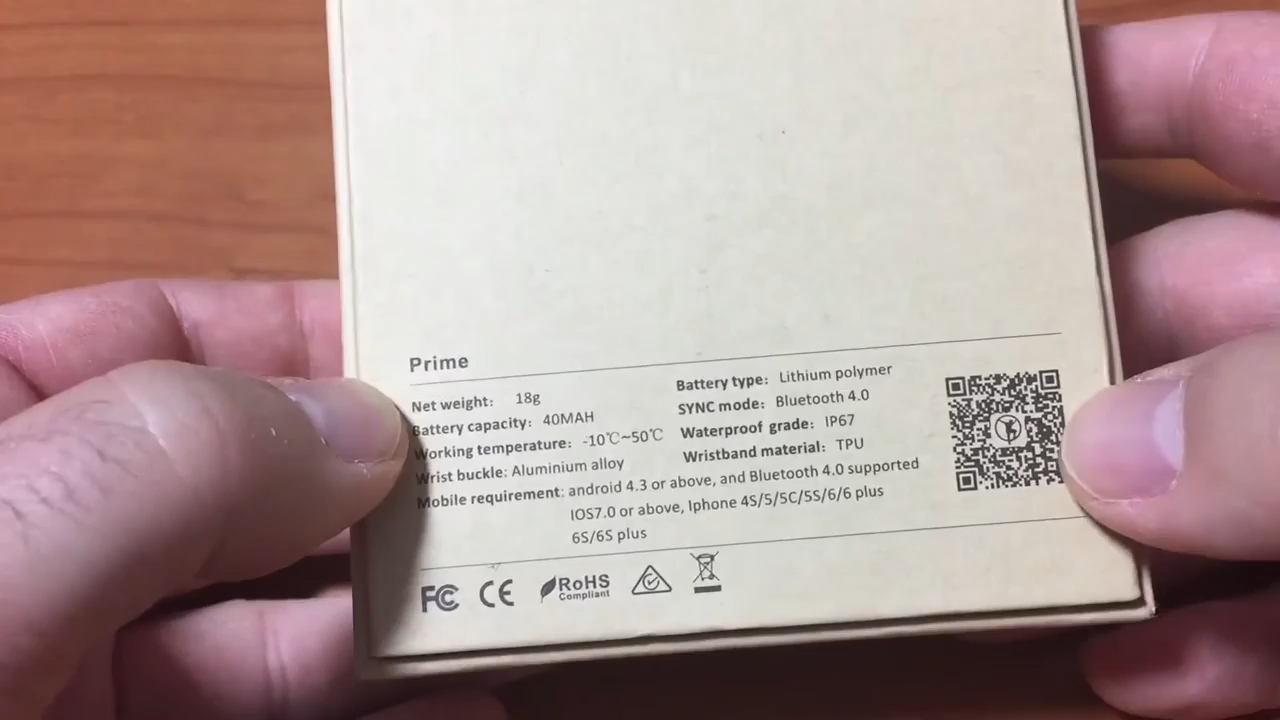 Prime
Net weight: 18g
Battery capacity: 40MAH
Working temperature: -10℃~50℃
Wrist buckle: Aluminium alloy
Battery type: Lithium polymer
SYNC mode: Bluetooth 4.0
Waterproof grade: IP67
Wristband material: TPU
Mobile requirement: android 4.3 or above, and Bluetooth 4.0 supported
IOS7.0 or above, Iphone 4S/5/5C/5S/6/6 plus
6S/6S plus
FC CE RoHS
Compliant